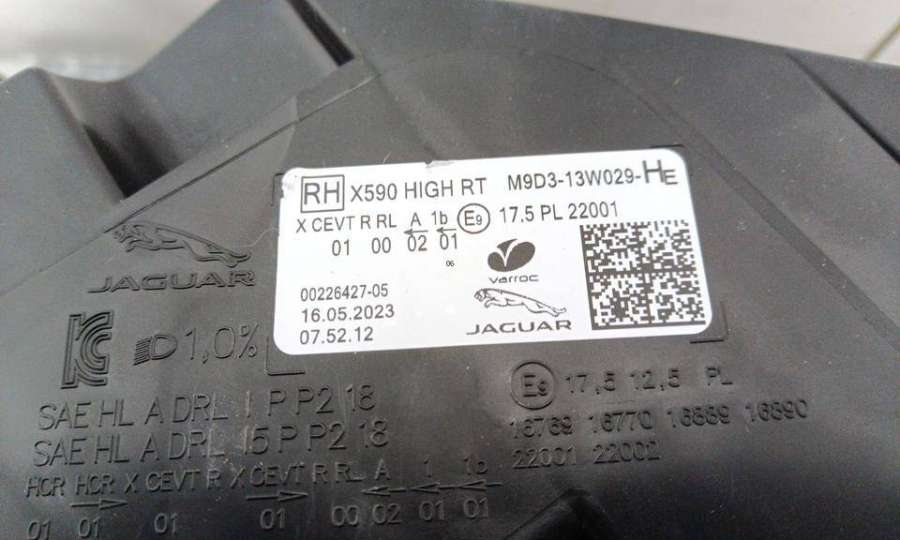 RH X590 HIGH RT M9D3-13W029-HE
X CEVT R RL A 1b E9 17.5 PL 22001
01 00 02 01
06
varroc
00226427-05
16.05.2023
07.52.12
JAGUAR
JAGUAR
KC 1,0%
E9 17,5 12,5 PL
SAE HL A DRL I P P2 18
16769 16770 16889 16890
SAE HL A DRL I5 P P2 18
22001 22002
HCR HCR X CEVT R X CEVT R RL A 1 1b
01 01 01 01 00 02 01 01